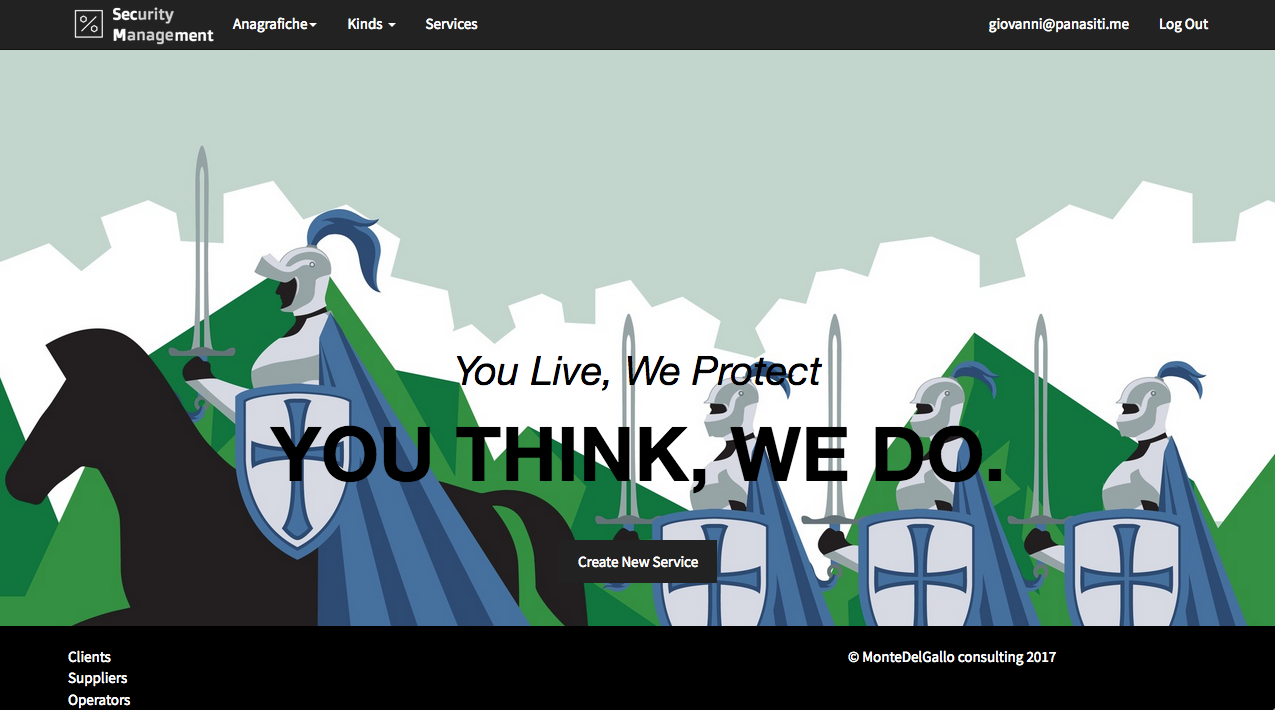 Security
Management
Anagrafiche
Kinds
Services
giovanni@panasiti.me
Log Out
You Live, We Protect
YOU THINK, WE DO.
Create New Service
Clients
Suppliers
Operators
© MonteDelGallo consulting 2017